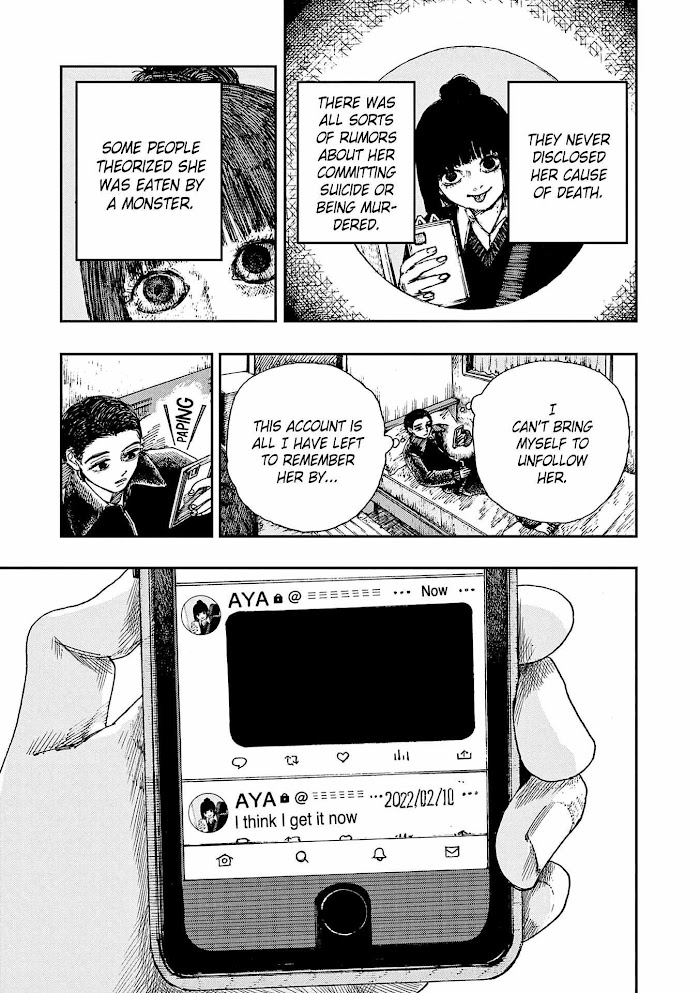 THEY NEVER
DISCLOSED
HER CAUSE
OF DEATH.
THERE WAS
ALL SORTS
OF RUMORS
ABOUT HER
COMMITTING
SUICIDE OR
BEING MUR-
DERED.
SOME PEOPLE
THEORIZED SHE
WAS EATEN BY
A MONSTER.
I
CAN'T BRING
MYSELF TO
UNFOLLOW
HER.
THIS ACCOUNT IS
ALL I HAVE LEFT
TO REMEMBER
HER BY...
PAPING
AYA @ ••• Now •••
AYA @ •••2022/02/10 •••
I think I get it now